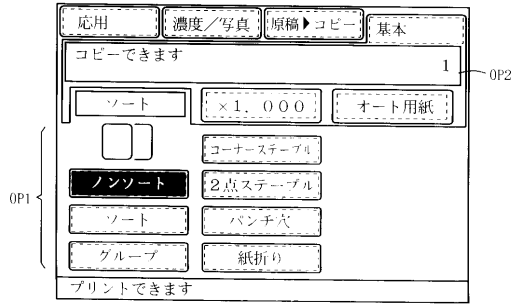 応用 濃度／写真 原稿▶コピー 基本
コピーできます
1
OP2
ソート ×1．000 オート用紙
コーナーステープル
OP1
ノンソート 2点ステープル
ソート パンチ穴
グループ 紙折り
プリントできます